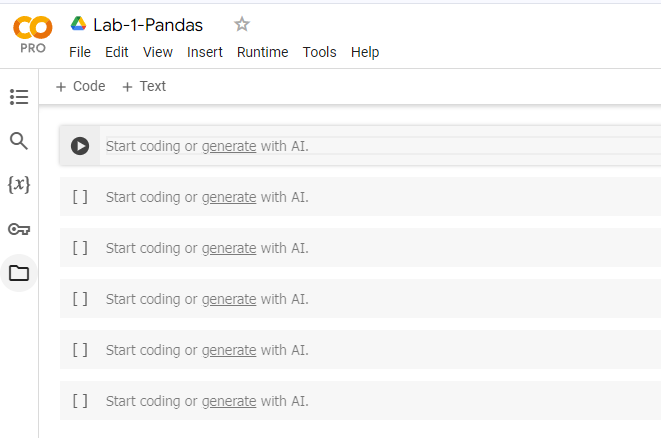 Lab-1-Pandas
PRO
File Edit View Insert Runtime Tools Help
+ Code + Text
Start coding or generate with AI.
{x} [ ] Start coding or generate with AI.
[ ] Start coding or generate with AI.
[ ] Start coding or generate with AI.
[ ] Start coding or generate with AI.
[ ] Start coding or generate with AI.